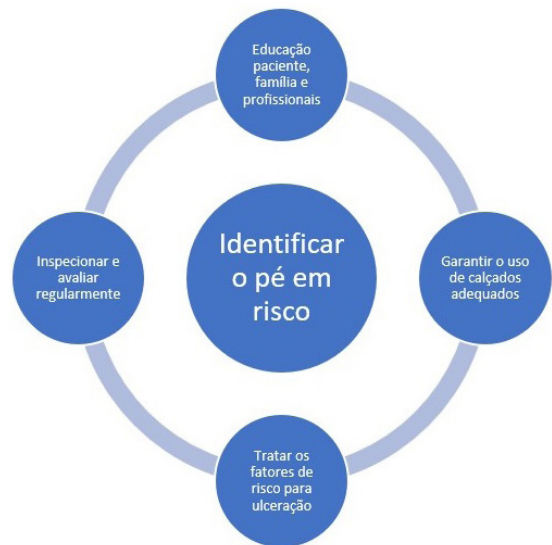 Educação
paciente,
família e
profissionais
Inspecionar e
avaliar
regularmente
Identificar
o pé em
risco
Garantir o uso
de calçados
adequados
Tratar os
fatores de
risco para
ulceração